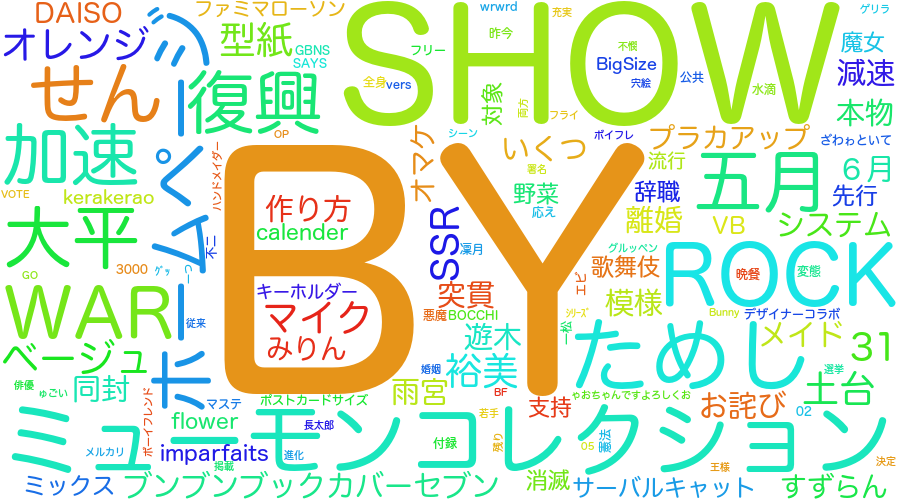 DAISO
ファミマローソン
wrwrd
充実
ゲリラ
オレンジ
型紙
GBNS
SAYS
フリー
SHOW
昨今
不慣
BigSize
魔女
せん
復興
全身
vers
対象
両方
穴絵
公共
水滴
減速
フライ
本物
加速
OP
オマケ
シーン
いくつ
ボイフレ
プラカアップ
ざわゎといて
VOTE
kerakerao
ハンドメイダー
ホームページ
BY
署名
流行
五月
6月
大平
作り方
calender
SSR
野菜
応え
辞職
離婚
VB
先行
システム
不二
凜月
グルッペン
GO
3000
ゲッ
歌舞伎
ROCK
晩餐
変態
WAR
キーホルダー
マイク
突貫
エビ
模様
悪魔
BOCCHI
シリーズ
Bunny
デザイナーコラボ
従来
みりん
遊木
一松
ためし
メイド
31
ベージュ
婚姻
裕美
俳優
ゅごい
同封
ボーイフレンド
マステ
ポストカードサイズ
雨宮
BF
支持
ゃおちゃんですよろしくお
選挙
土台
お詫び
02
flower
長太郎
若手
ミューモンコレクション
メルカリ
imparfaits
掲載
進化
付録
残り
05
王様
決定
ミックス
ブンブンブックカバーセブン
消滅
サーバルキャット
すずらん